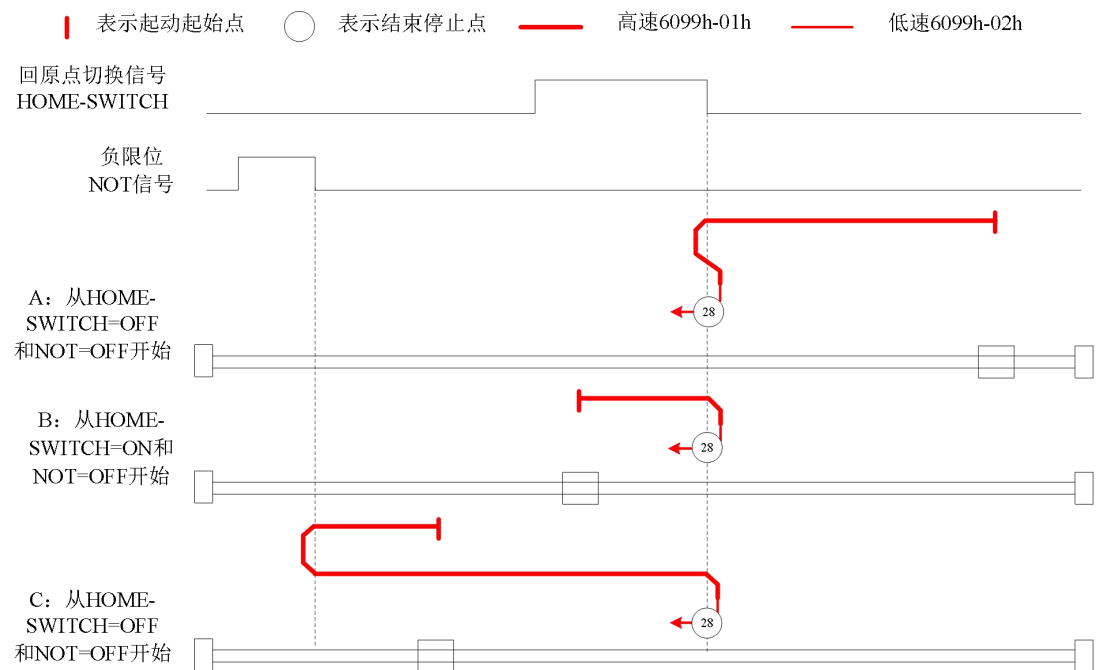 表示起动起始点 表示结束停止点 高速6099h-01h 低速6099h-02h
回原点切换信号
HOME-SWITCH
负限位
NOT信号
28
A：从HOME-
SWITCH=OFF
和NOT=OFF开始
B：从HOME-
SWITCH=ON和
NOT=OFF开始
28
C：从HOME-
SWITCH=OFF
和NOT=OFF开始
28